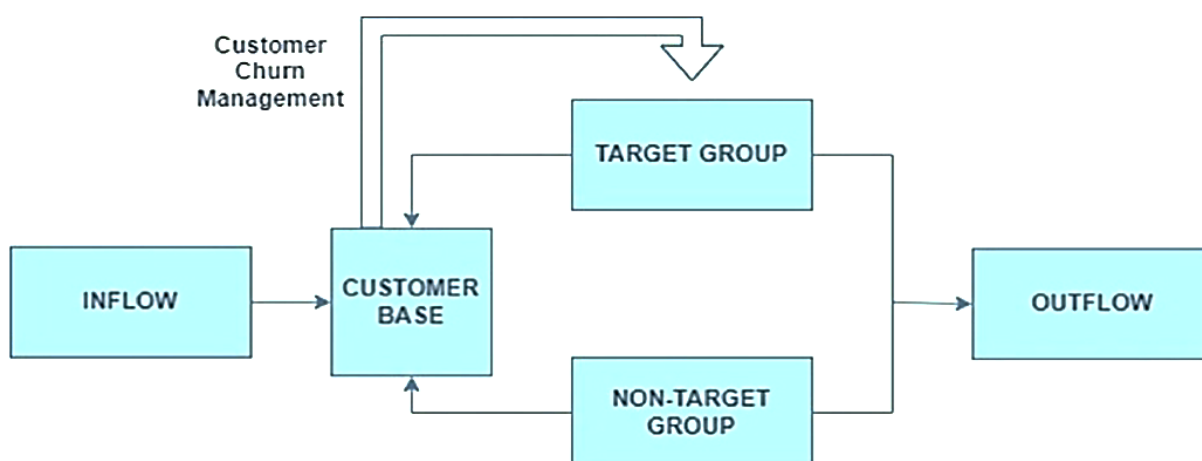 Customer
Churn
Management
TARGET GROUP
INFLOW
CUSTOMER
BASE
OUTFLOW
NON-TARGET
GROUP